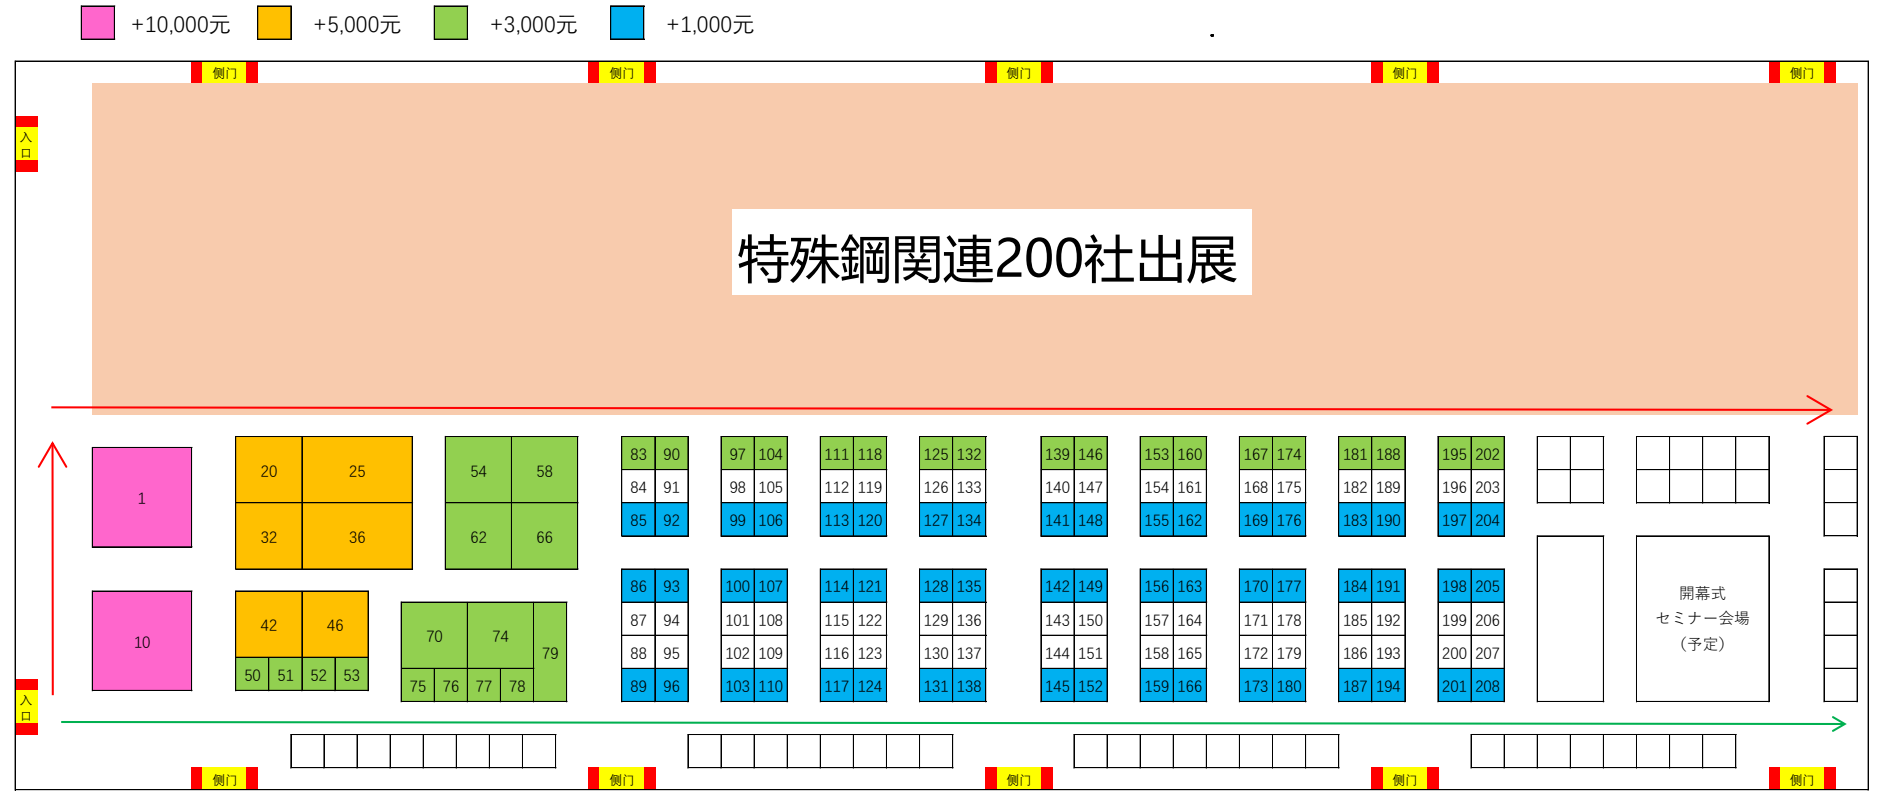 +10,000元 +5,000元 +3,000元 +1,000元
侧门 侧门 侧门 侧门 侧门
入
口
特殊鋼関連200社出展
83 90 97 104 111 118 125 132 139 146 153 160 167 174 181 188 195 202
20 25 54 58
84 91 98 105 112 119 126 133 140 147 154 161 168 175 182 189 196 203
1
85 92 99 106 113 120 127 134 141 148 155 162 169 176 183 190 197 204
32 36 62 66
86 93 100 107 114 121 128 135 142 149 156 163 170 177 184 191 198 205
開幕式
セミナー会場
（予定）
87 94 101 108 115 122 129 136 143 150 157 164 171 178 185 192 199 206
42 46
70 74
10
79
88 95 102 109 116 123 130 137 144 151 158 165 172 179 186 193 200 207
50 51 52 53
75 76 77 78
89 96 103 110 117 124 131 138 145 152 159 166 173 180 187 194 201 208
入
口
侧门 侧门 侧门 侧门 侧门